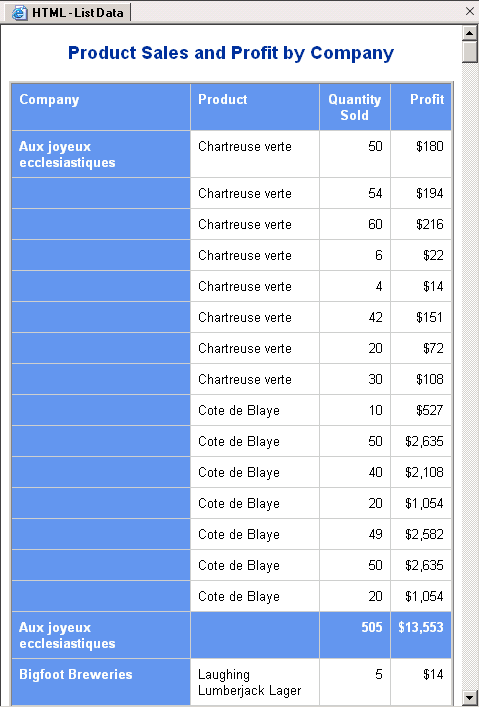 HTML - List Data
Product Sales and Profit by Company
Company Product Quantity Sold Profit
Aux joyeux ecclesiastiques Chartreuse verte 50 $180
Chartreuse verte 54 $194
Chartreuse verte 60 $216
Chartreuse verte 6 $22
Chartreuse verte 4 $14
Chartreuse verte 42 $151
Chartreuse verte 20 $72
Chartreuse verte 30 $108
Cote de Blaye 10 $527
Cote de Blaye 50 $2,635
Cote de Blaye 40 $2,108
Cote de Blaye 20 $1,054
Cote de Blaye 49 $2,582
Cote de Blaye 50 $2,635
Cote de Blaye 20 $1,054
Aux joyeux ecclesiastiques 505 $13,553
Bigfoot Breweries Laughing Lumberjack Lager 5 $14